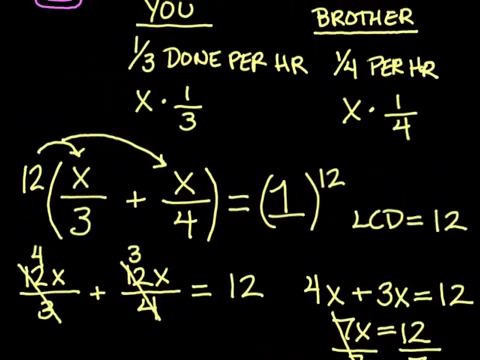 YOU
BROTHER
1/3 DONE PER HR
1/4 PER HR
X · 1/3
X · 1/4
12(X/3 + X/4) = (1)12
LCD = 12
4 3
12X/3 + 12X/4 = 12
4X + 3X = 12
7X = 12